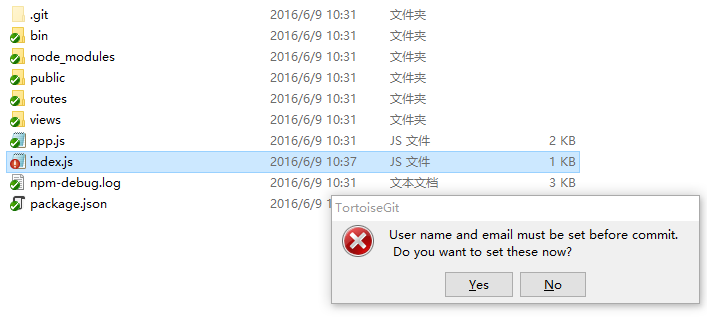 .git 2016/6/9 10:31 文件夹
bin 2016/6/9 10:31 文件夹
node_modules 2016/6/9 10:31 文件夹
public 2016/6/9 10:31 文件夹
routes 2016/6/9 10:31 文件夹
views 2016/6/9 10:31 文件夹
app.js 2016/6/9 10:31 JS 文件 2 KB
index.js 2016/6/9 10:37 JS 文件 1 KB
npm-debug.log 2016/6/9 10:31 文本文档 3 KB
package.json 2016/6/9
TortoiseGit
User name and email must be set before commit.
Do you want to set these now?
Yes No